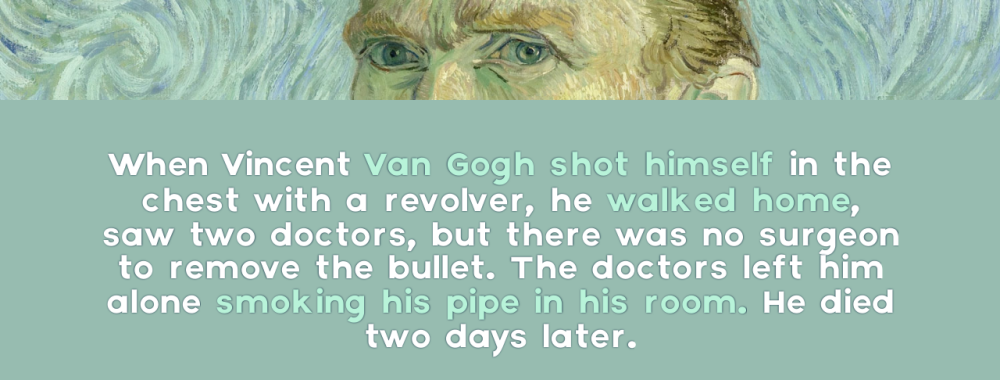 When Vincent Van Gogh shot himself in the
chest with a revolver, he walked home,
saw two doctors, but there was no surgeon
to remove the bullet. The doctors left him
alone smoking his pipe in his room. He died
two days later.